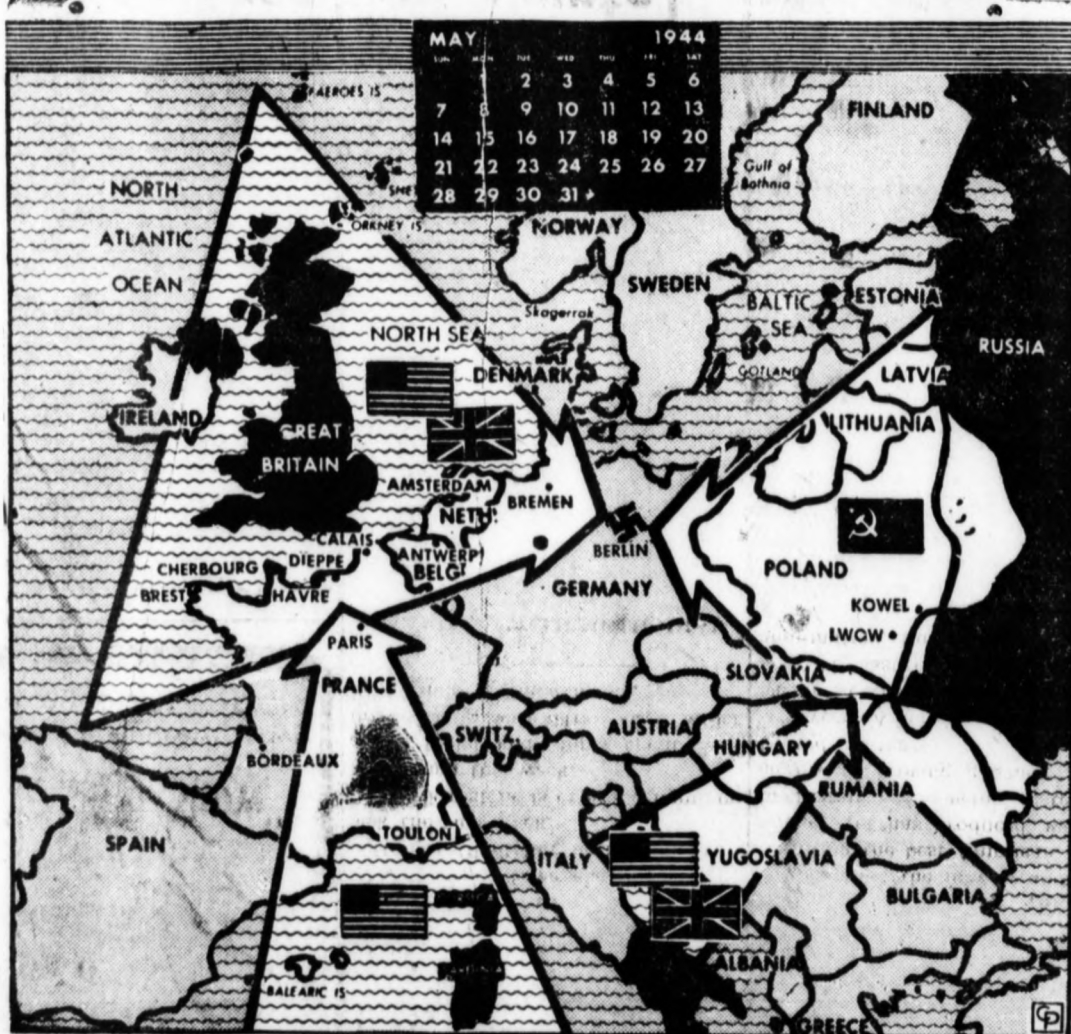 MAY 1944
SUN MON TUE WED THU FRI SAT
2 3 4 5 6
7 8 9 10 11 12 13
14 15 16 17 18 19 20
21 22 23 24 25 26 27
28 29 30 31
FAEROES IS
FINLAND
NORTH
ATLANTIC
OCEAN
SHET
ORKNEY IS
Gulf of
Bothnia
NORWAY
SWEDEN
BALTIC
SEA
ESTONIA
RUSSIA
Skagerrak
NORTH SEA
GOTLAND
LATVIA
DENMARK
IRELAND
GREAT
BRITAIN
LITHUANIA
AMSTERDAM
BREMEN
NETH.
CALAIS
DIEPPE
ANTWERP
BELG.
BERLIN
GERMANY
POLAND
CHERBOURG
BREST
HAVRE
KOWEL
LWOW
PARIS
FRANCE
SLOVAKIA
SWITZ.
AUSTRIA
HUNGARY
BORDEAUX
RUMANIA
SPAIN
TOULON
ITALY
YUGOSLAVIA
BULGARIA
ALBANIA
BALEARIC IS
GREECE